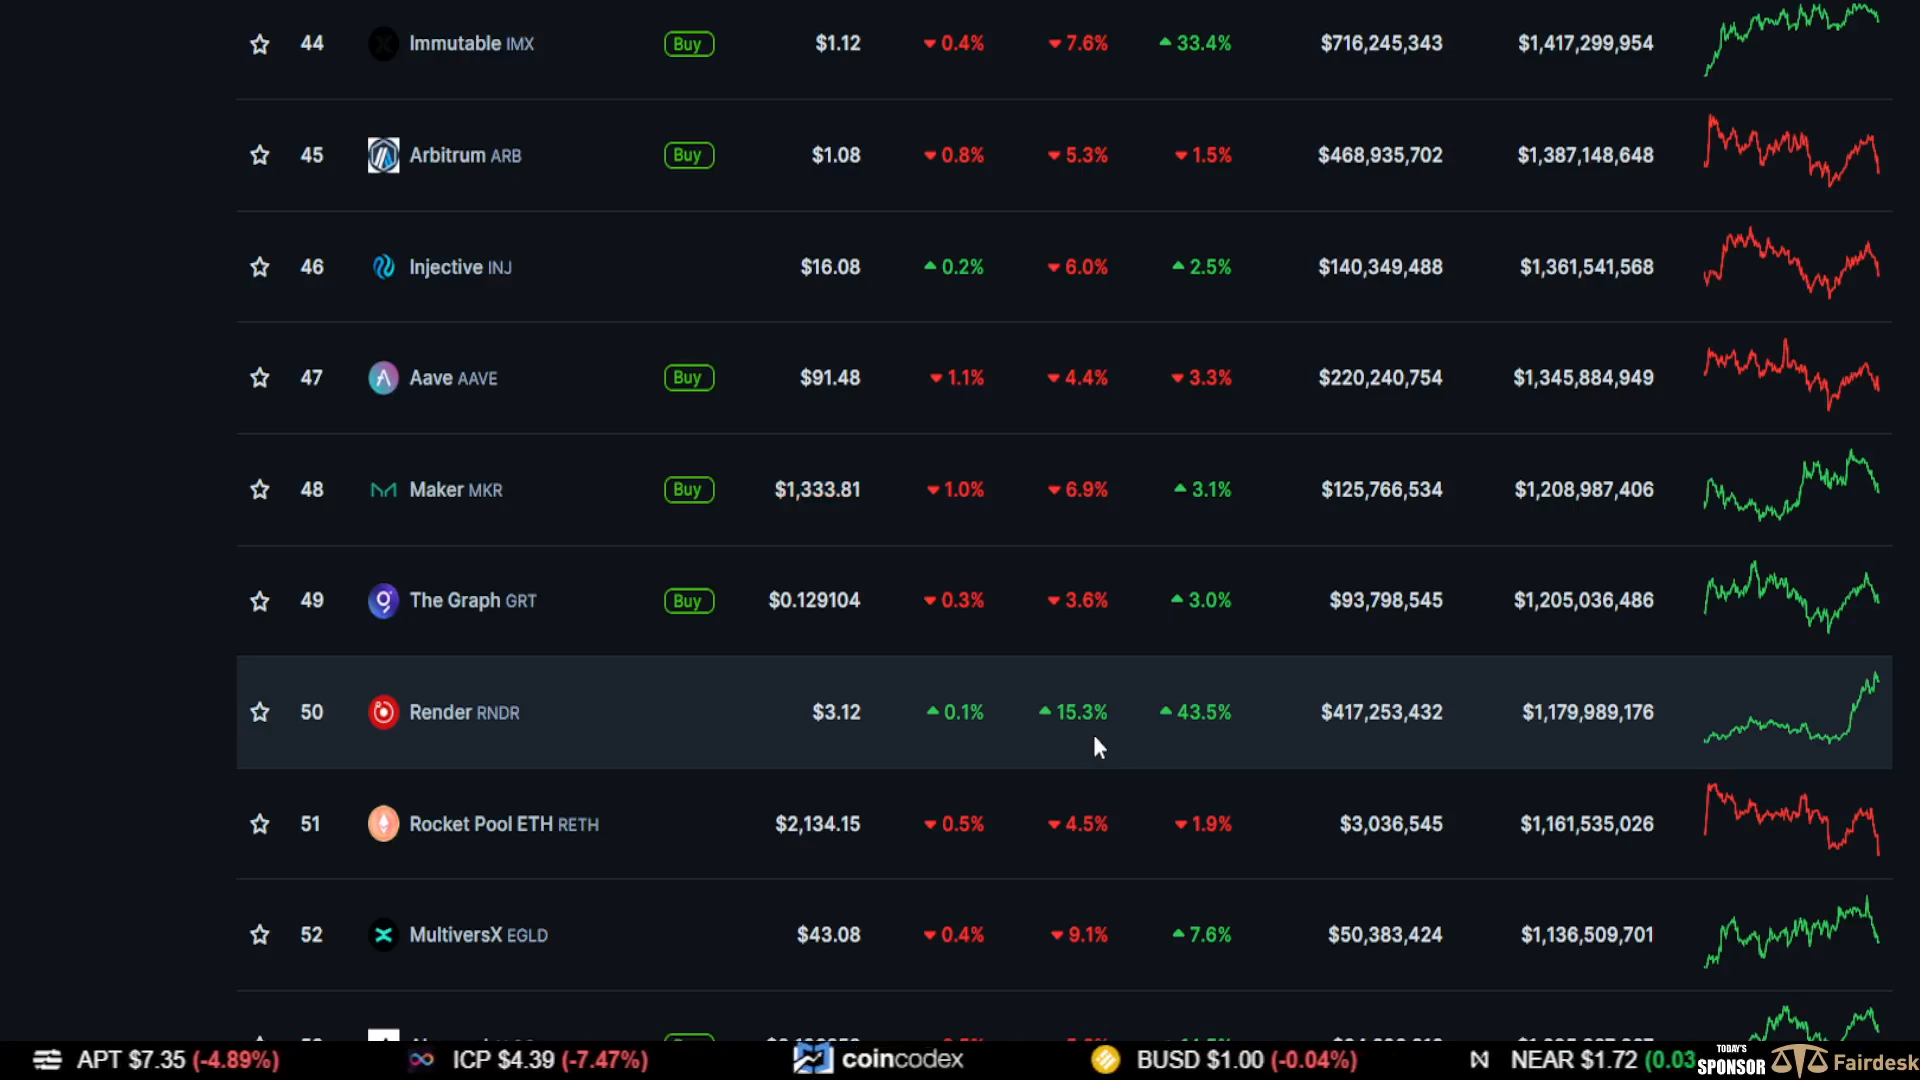 44 Immutable IMX Buy $1.12 0.4% 7.6% 33.4% $716,245,343 $1,417,299,954
45 Arbitrum ARB Buy $1.08 0.8% 5.3% 1.5% $468,935,702 $1,387,148,648
46 Injective INJ $16.08 0.2% 6.0% 2.5% $140,349,488 $1,361,541,568
47 Aave AAVE Buy $91.48 1.1% 4.4% 3.3% $220,240,754 $1,345,884,949
48 Maker MKR Buy $1,333.81 1.0% 6.9% 3.1% $125,766,534 $1,208,987,406
49 The Graph GRT Buy $0.129104 0.3% 3.6% 3.0% $93,798,545 $1,205,036,486
50 Render RNDR $3.12 0.1% 15.3% 43.5% $417,253,432 $1,179,989,176
51 Rocket Pool ETH RETH $2,134.15 0.5% 4.5% 1.9% $3,036,545 $1,161,535,026
52 MultiversX EGLD $43.08 0.4% 9.1% 7.6% $50,383,424 $1,136,509,701
APT $7.35 (-4.89%) ICP $4.39 (-7.47%) coincodex BUSD $1.00 (-0.04%) NEAR $1.72 (0.03
TODAY'S
SPONSOR Fairdesk